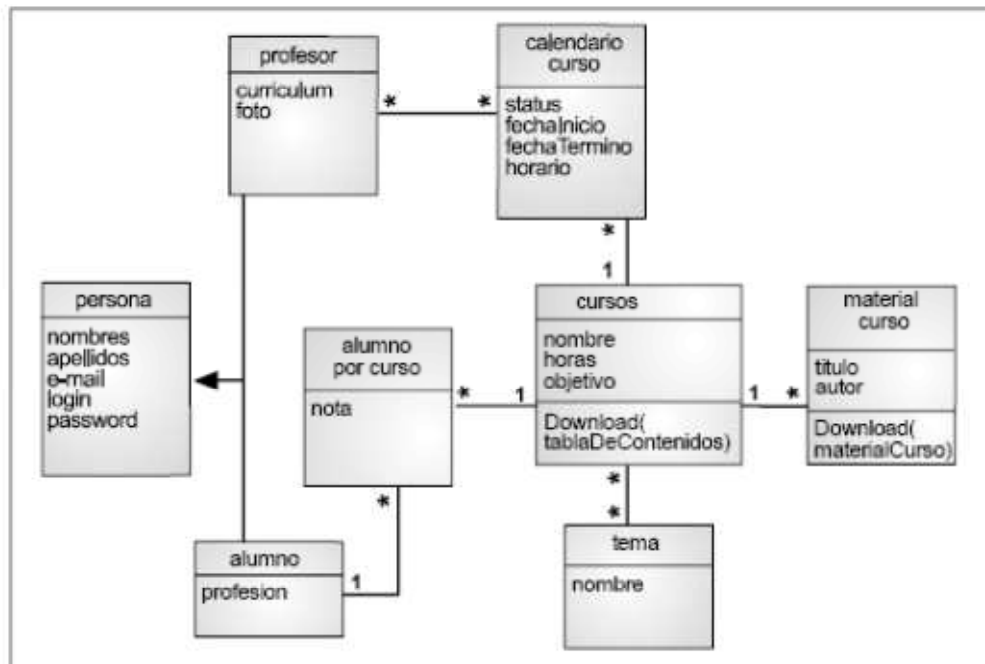 profesor
curriculum
foto
*
*
calendario
curso
status
fechaInicio
fechaTermino
horario
*
1
persona
nombres
apellidos
e-mail
login
password
alumno
por curso
nota
*
1
cursos
nombre
horas
objetivo
Download(
tablaDeContenidos)
1
*
material
curso
titulo
autor
Download(
materialCurso)
*
*
*
alumno
profesion
1
tema
nombre